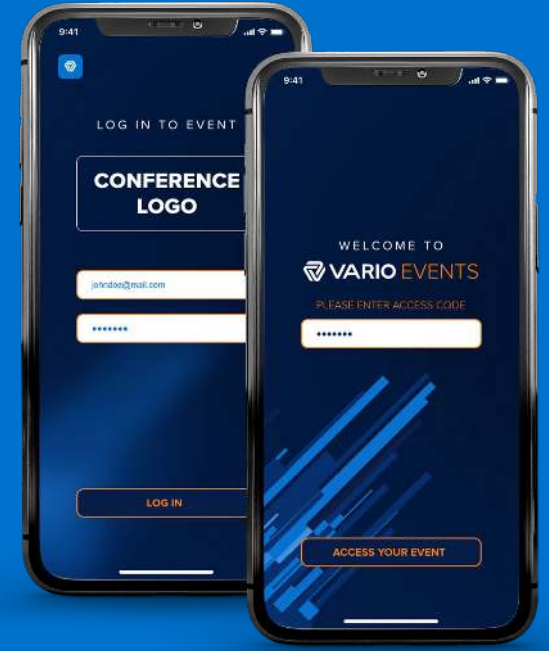 9:41
LOG IN TO EVENT
CONFERENCE
LOGO
johndoe@mail.com
•••••••
LOG IN
9:41
WELCOME TO
VARIO EVENTS
PLEASE ENTER ACCESS CODE
•••••••
ACCESS YOUR EVENT